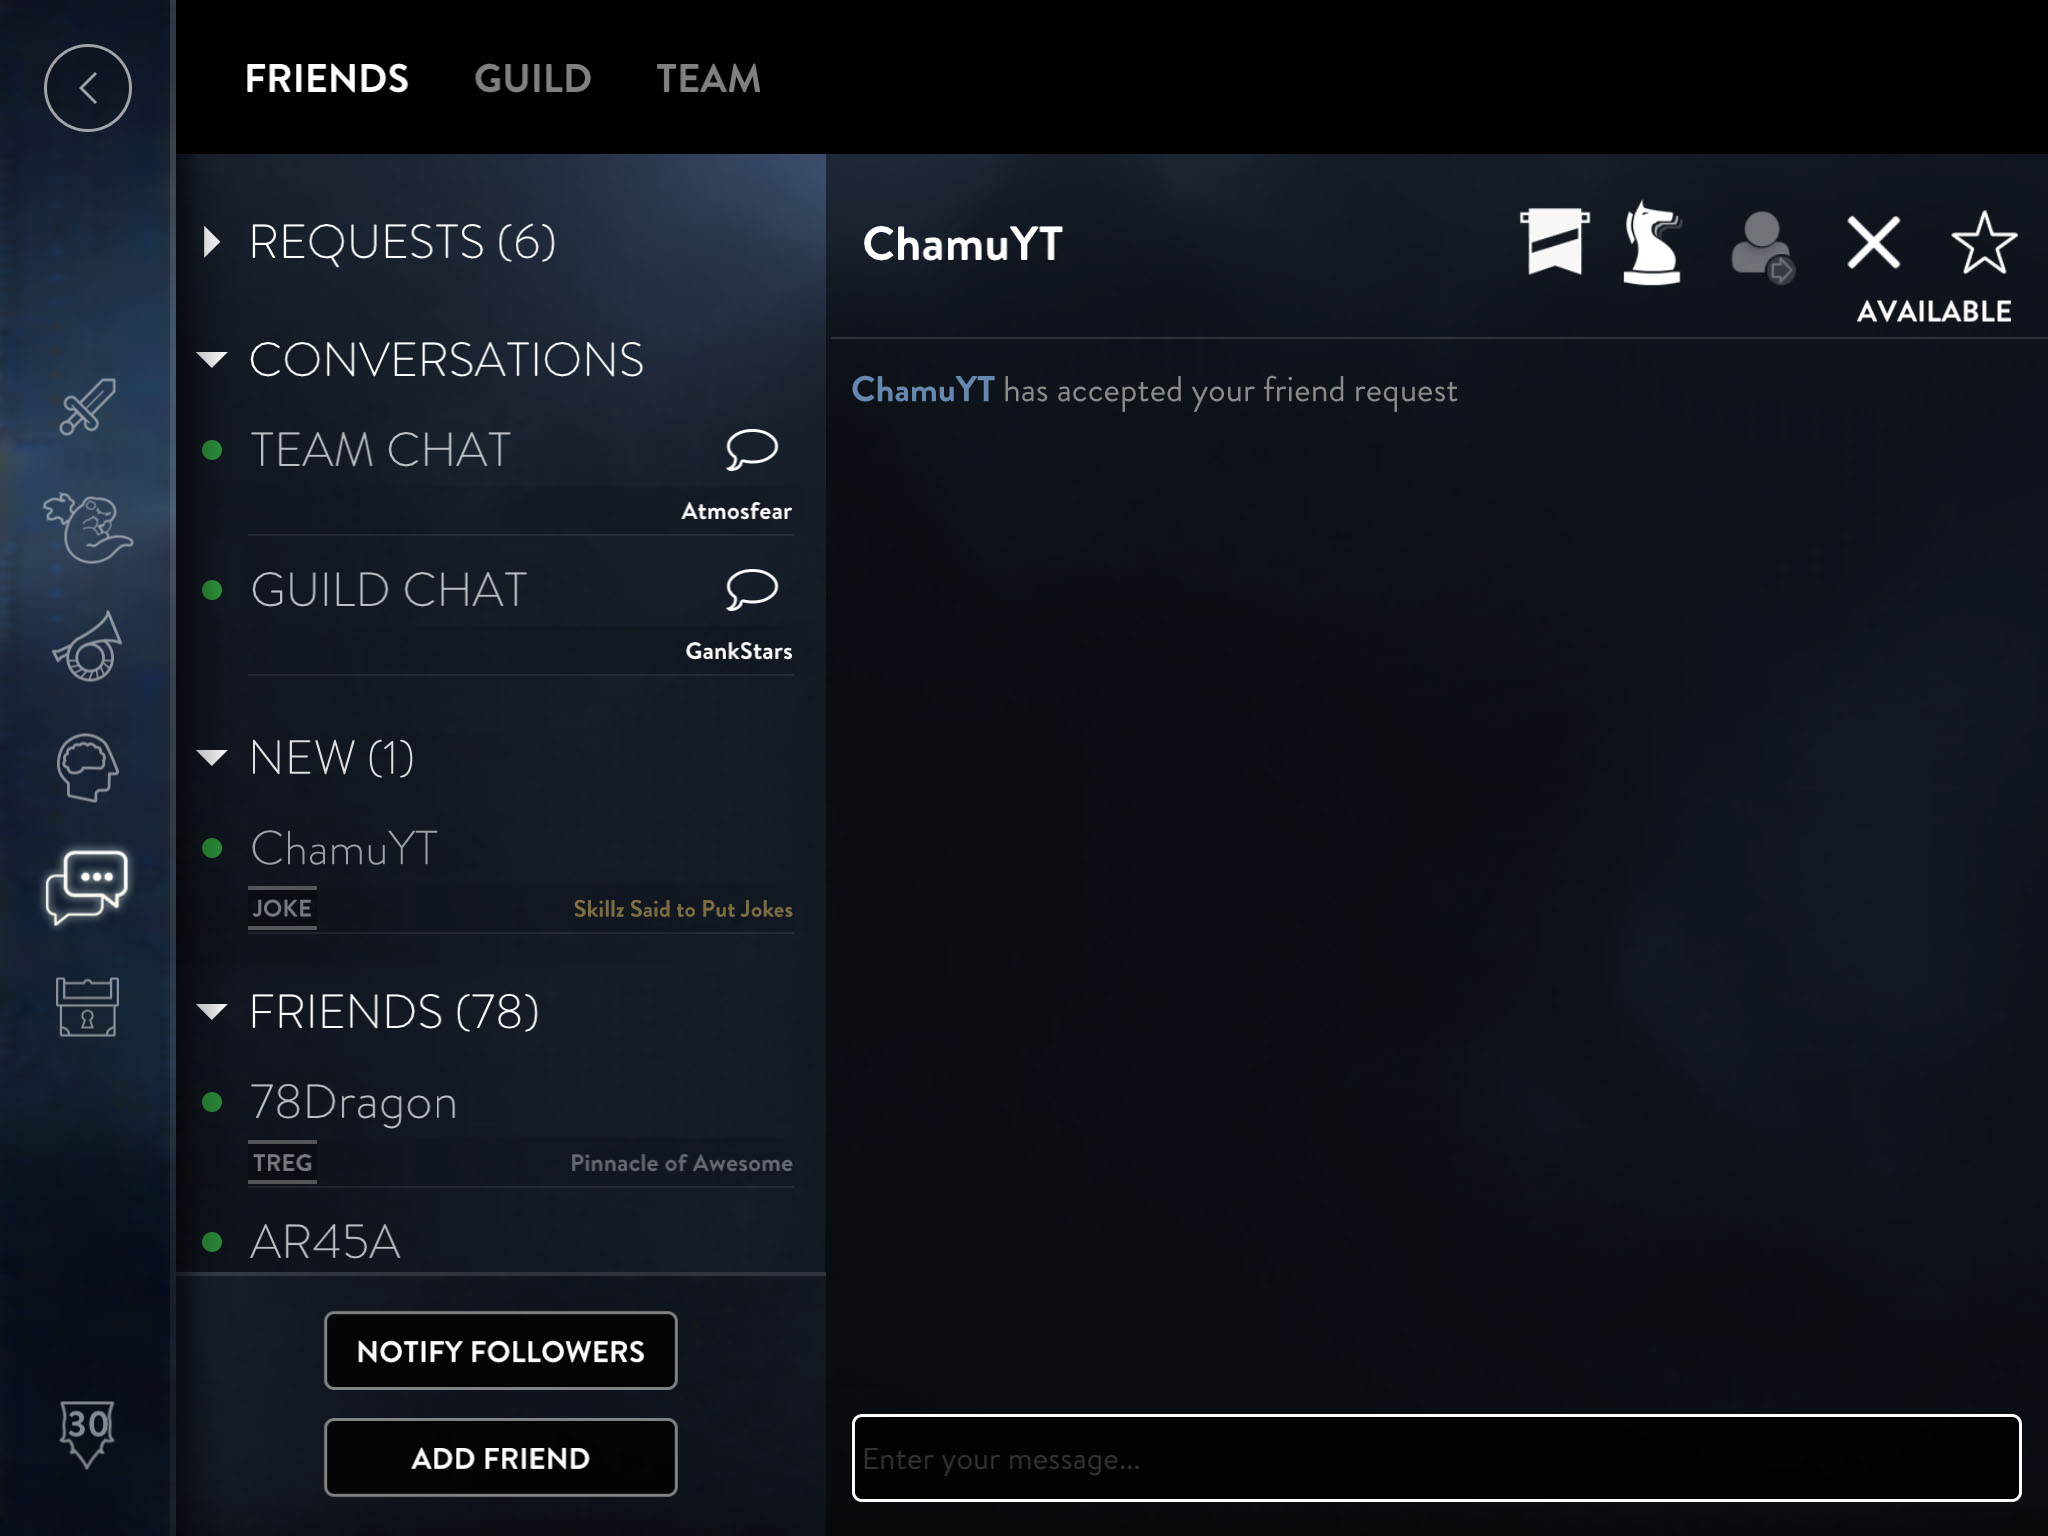 FRIENDS GUILD TEAM
REQUESTS (6)
CONVERSATIONS
TEAM CHAT
Atmosfear
GUILD CHAT
GankStars
NEW (1)
ChamuYT
JOKE Skillz Said to Put Jokes
FRIENDS (78)
78Dragon
TREG Pinnacle of Awesome
AR45A
NOTIFY FOLLOWERS
ADD FRIEND
30
ChamuYT
AVAILABLE
ChamuYT has accepted your friend request
Enter your message...